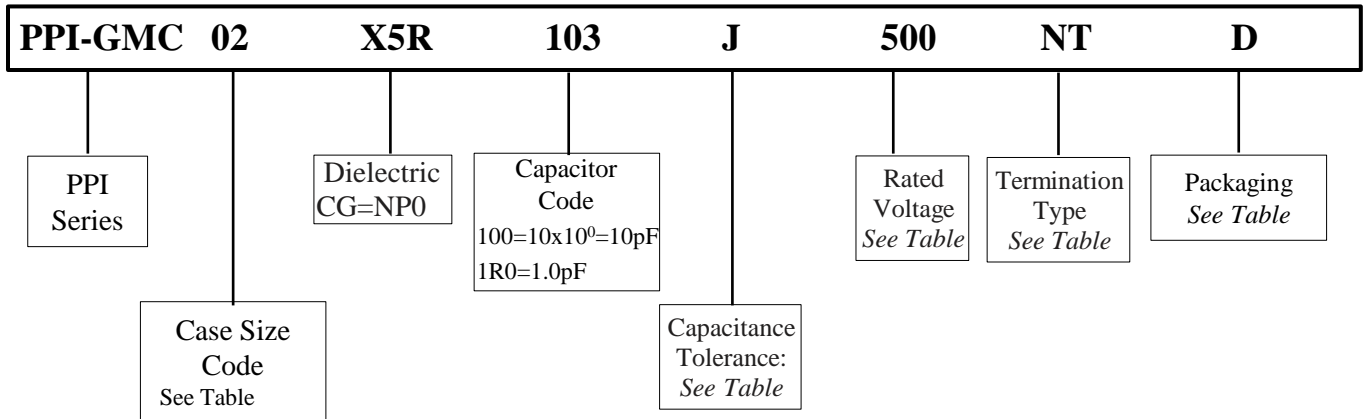 PPI-GMC 02 X5R 103 J 500 NT D
PPI
Series
Case Size
Code
See Table
Dielectric
CG=NP0
Capacitor
Code
100=10x10⁰=10pF
1R0=1.0pF
Capacitance
Tolerance:
See Table
Rated
Voltage
See Table
Termination
Type
See Table
Packaging
See Table